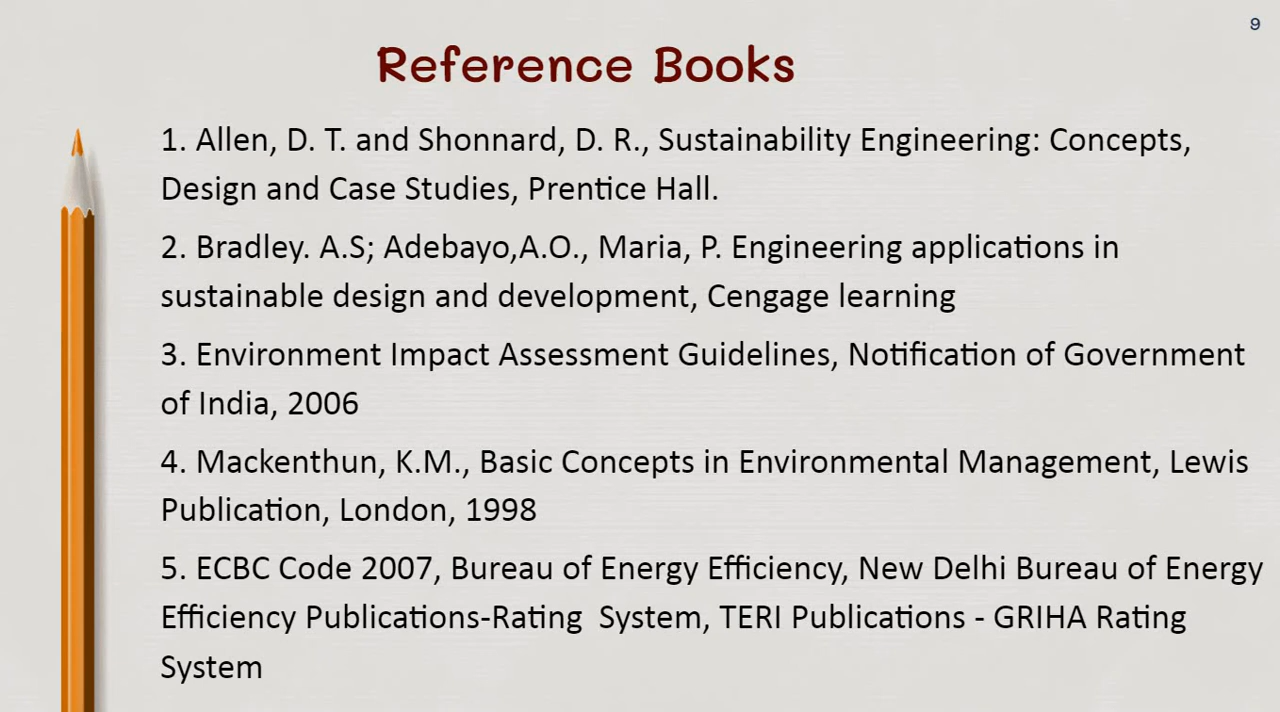 9
Reference Books
1. Allen, D. T. and Shonnard, D. R., Sustainability Engineering: Concepts,
Design and Case Studies, Prentice Hall.
2. Bradley. A.S; Adebayo,A.O., Maria, P. Engineering applications in
sustainable design and development, Cengage learning
3. Environment Impact Assessment Guidelines, Notification of Government
of India, 2006
4. Mackenthun, K.M., Basic Concepts in Environmental Management, Lewis
Publication, London, 1998
5. ECBC Code 2007, Bureau of Energy Efficiency, New Delhi Bureau of Energy
Efficiency Publications-Rating  System, TERI Publications - GRIHA Rating
System